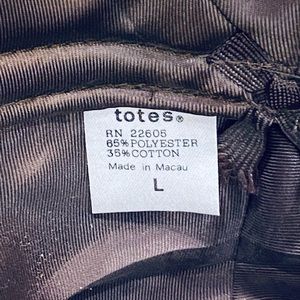 totes®
RN 22605
65% POLYESTER
35% COTTON
Made in Macau
L